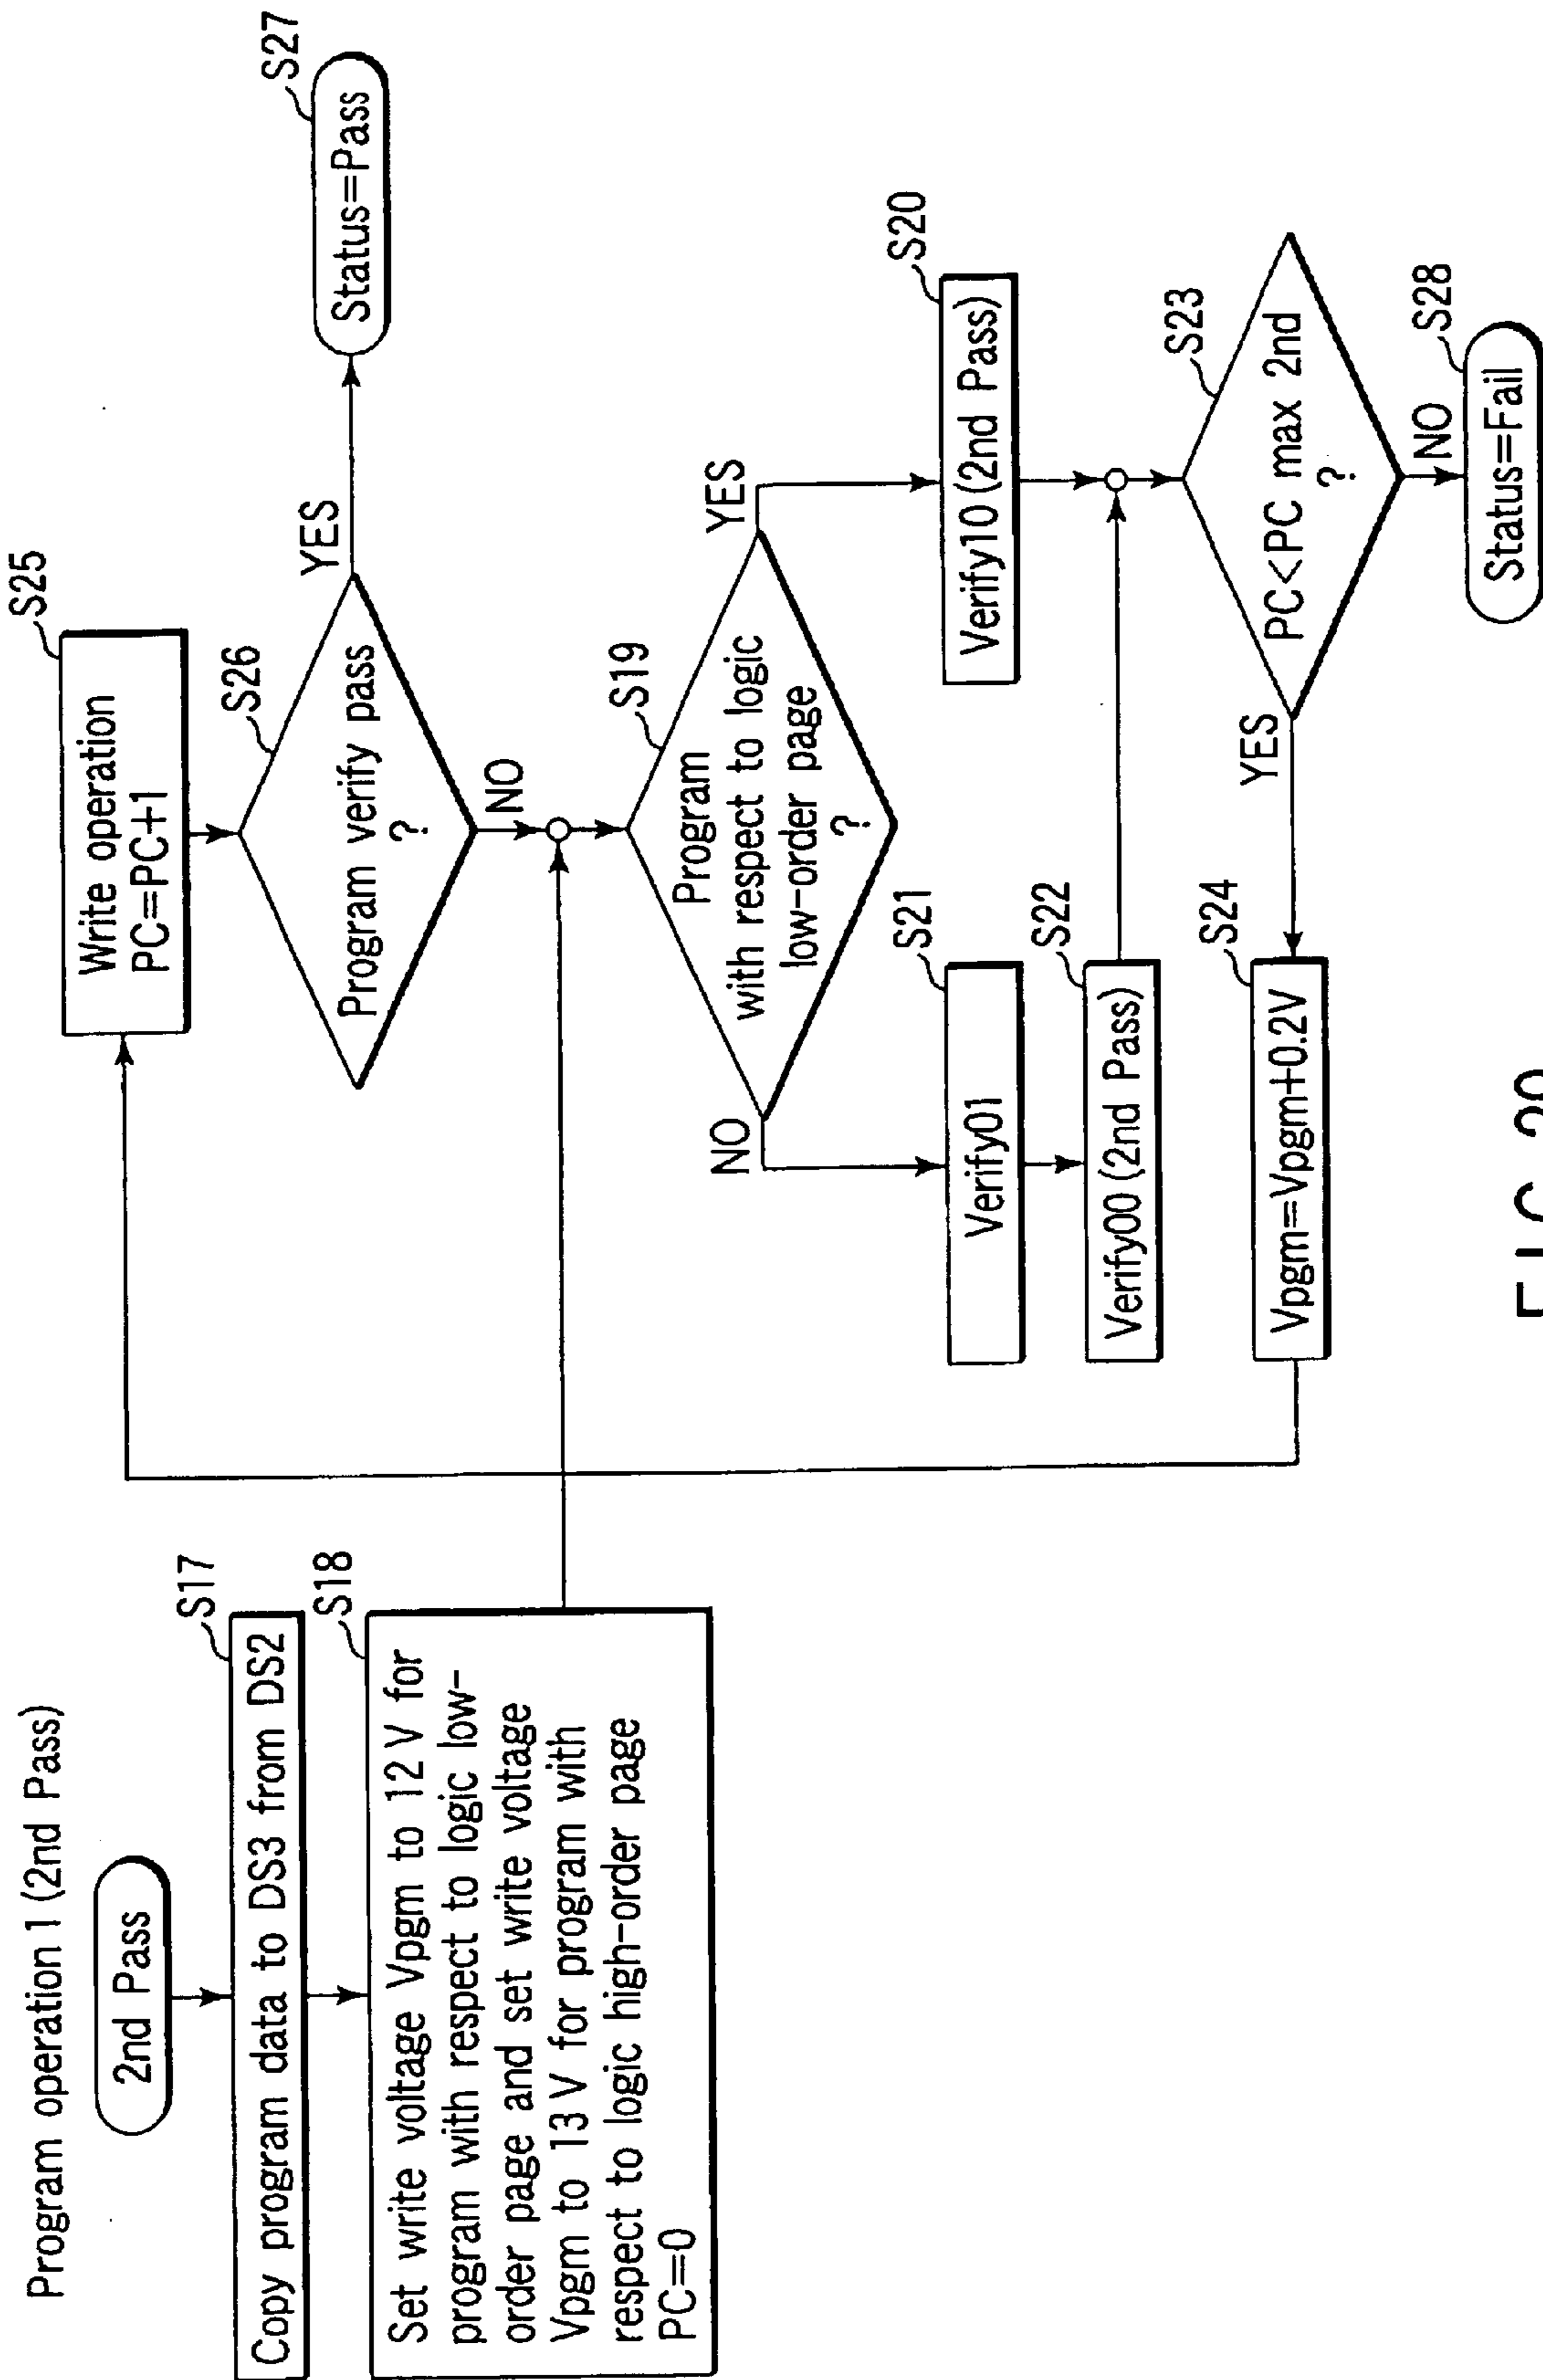 Program operation 1 (2nd Pass)
2nd Pass
S17
Copy program data to DS3 from DS2
S18
Set write voltage Vpgm to 12 V for
program with respect to logic low-
order page and set write voltage
Vpgm to 13 V for program with
respect to logic high-order page
PC=0
S25
Write operation
PC=PC+1
S26
Program verify pass
?
YES
S27
Status=Pass
NO
S19
Program
with respect to logic
low-order page
?
YES
S20
Verify10 (2nd Pass)
NO
S21
Verify01
S22
Verify00 (2nd Pass)
S23
PC<PC max 2nd
?
YES
S24
Vpgm=Vpgm+0.2V
NO
S28
Status=Fail